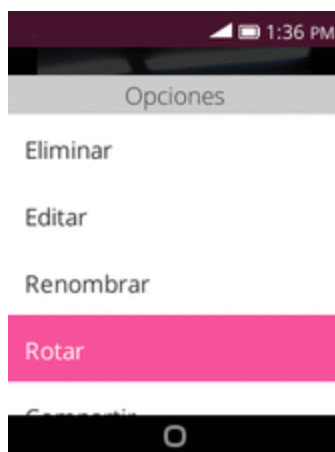 1:36 PM
Opciones
Eliminar
Editar
Renombrar
Rotar